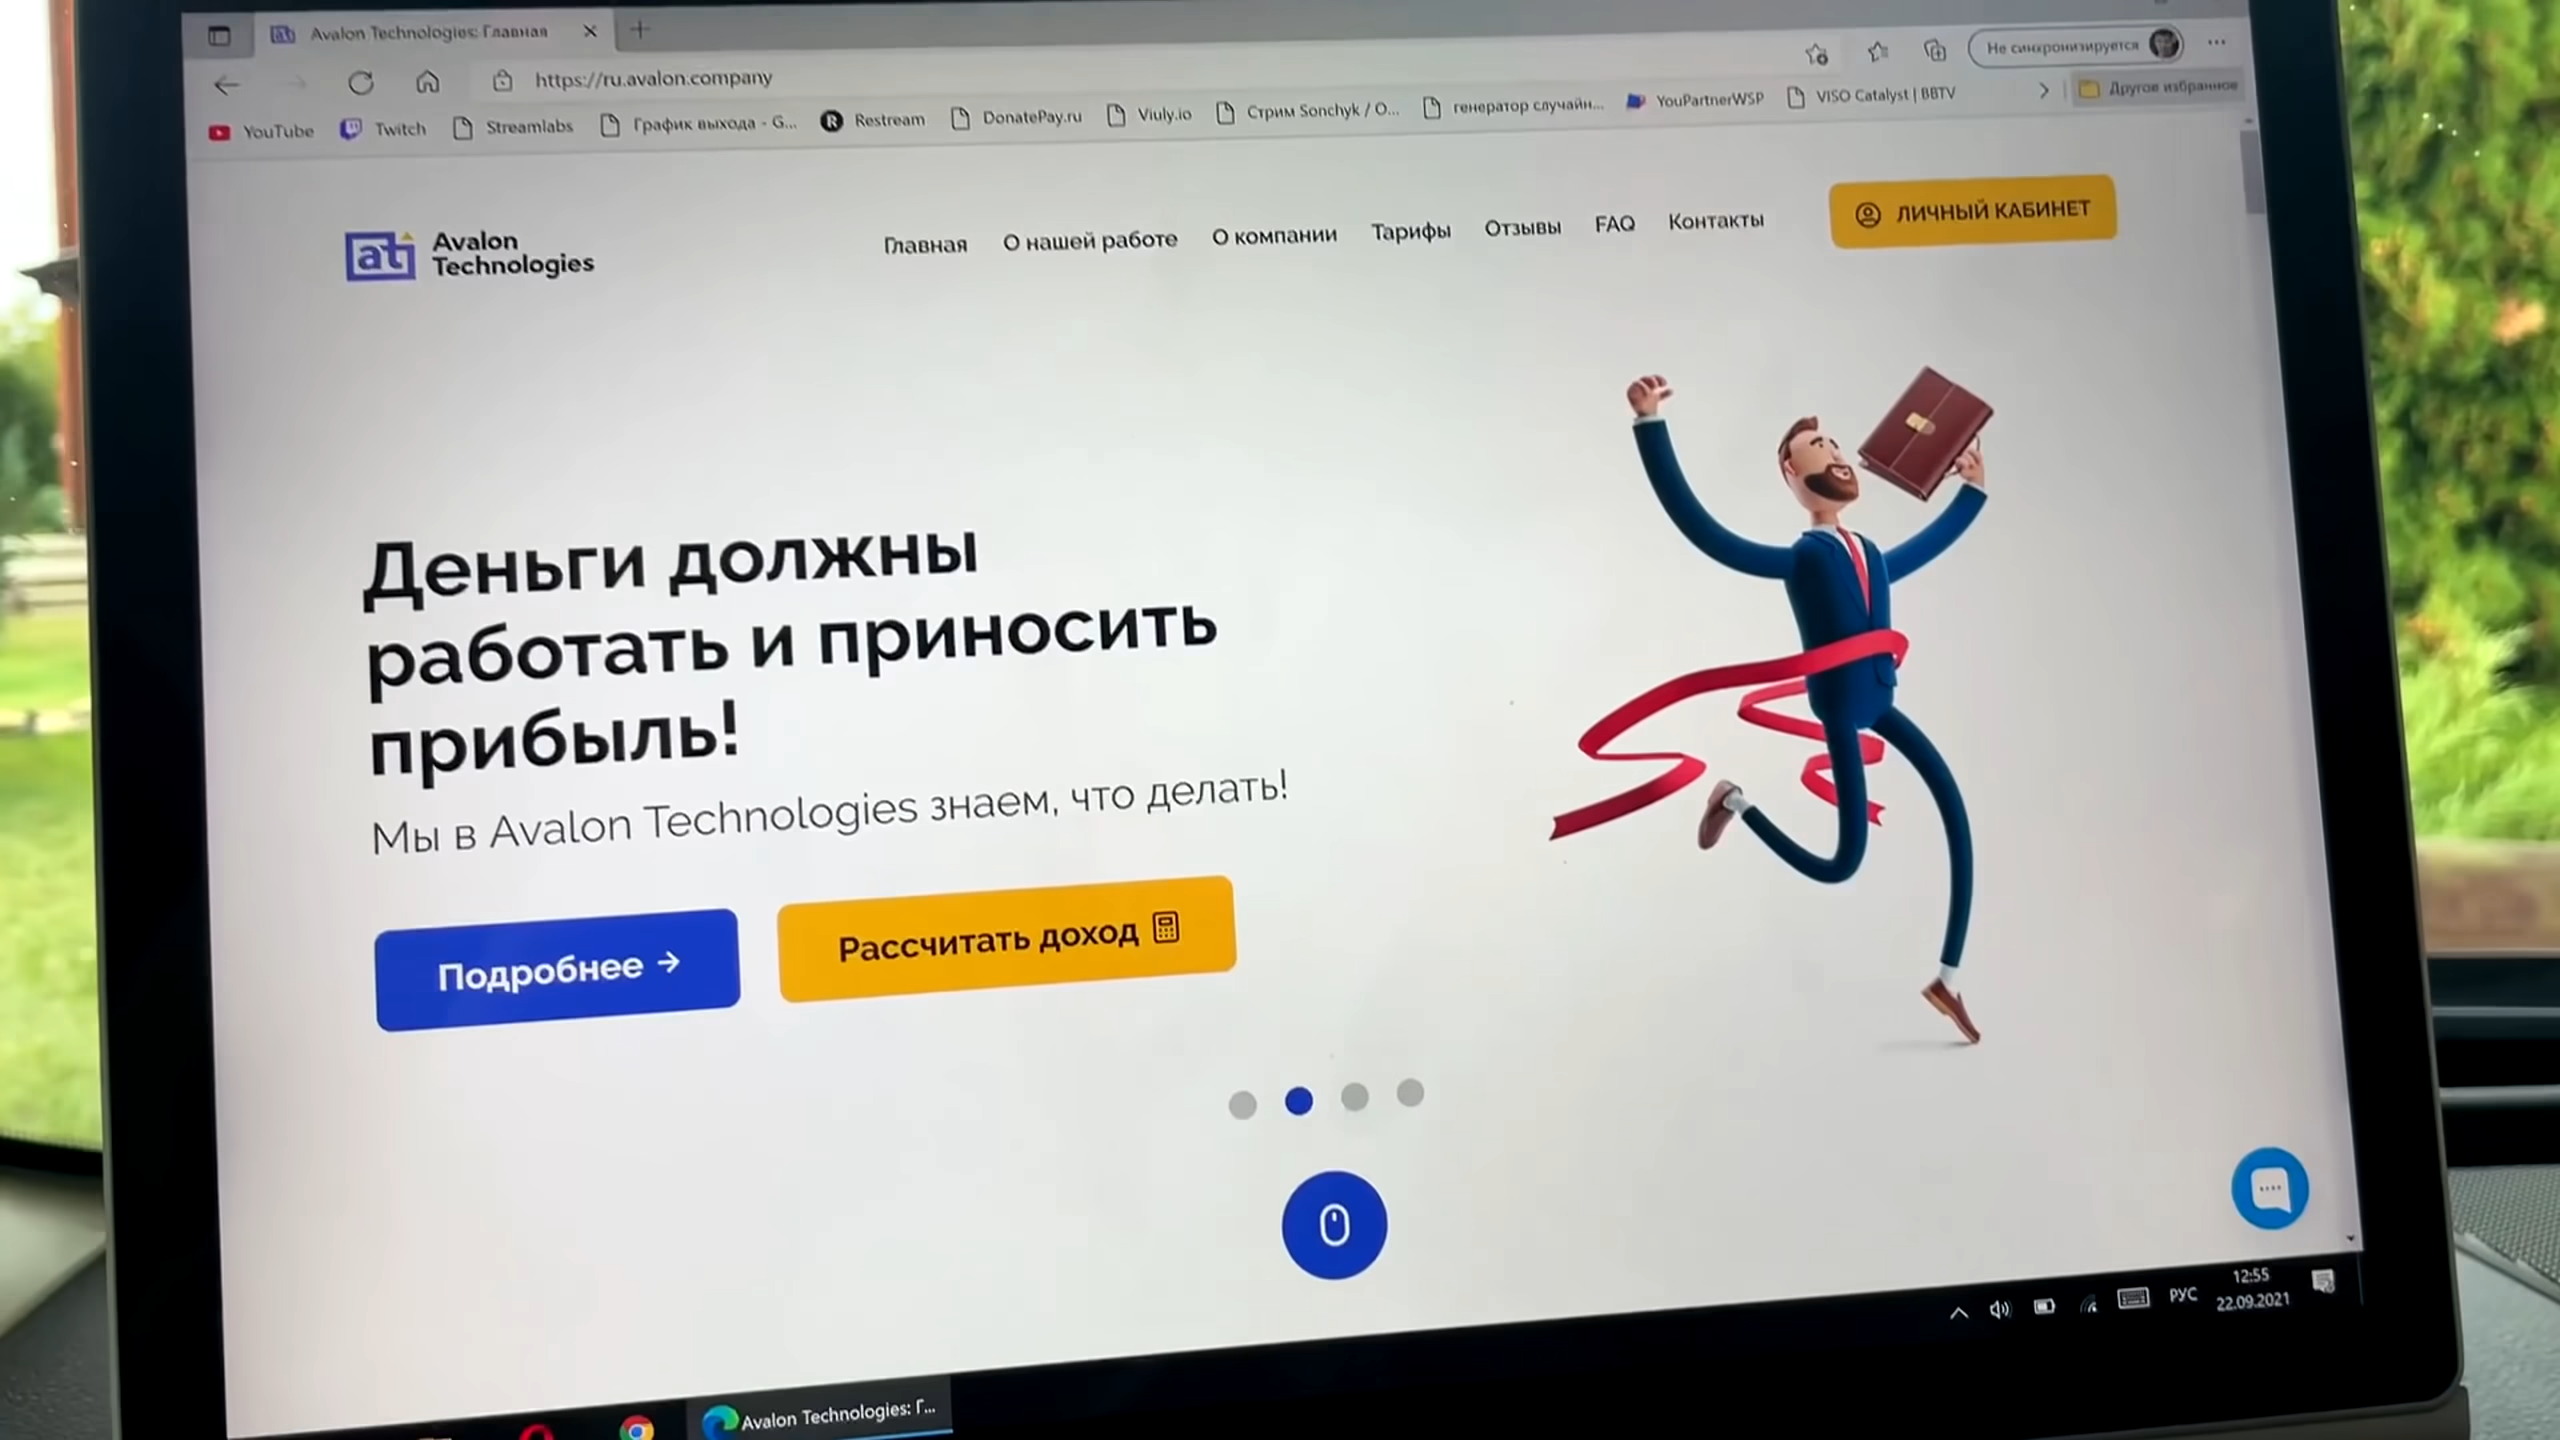 Avalon Technologies: Главная
https://ru.avalon.company
Не синхронизируется
YouTube
Twitch
Streamlabs
График выхода - G...
Restream
DonatePay.ru
Viuly.io
Стрим Sonchyk / О...
генератор случайн...
YouPartnerWSP
VISO Catalyst | BBTV
Другое избранное
at
Avalon
Technologies
Главная
О нашей работе
О компании
Тарифы
Отзывы
FAQ
Контакты
ЛИЧНЫЙ КАБИНЕТ
Деньги должны
работать и приносить
прибыль!
Мы в Avalon Technologies знаем, что делать!
Подробнее →
Рассчитать доход
РУС
12:55
22.09.2021
Avalon Technologies: Г...